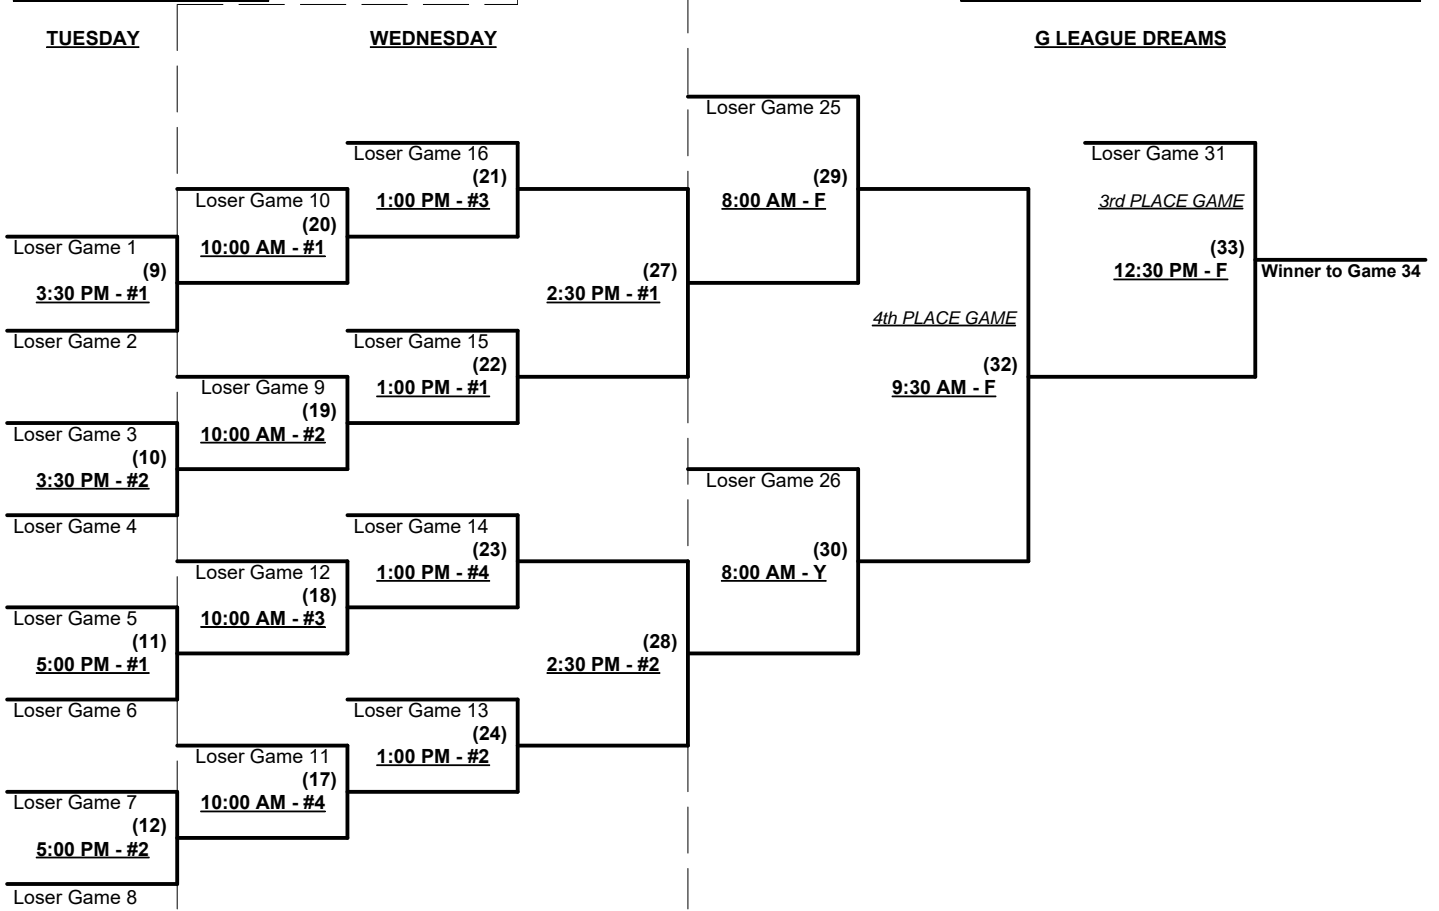 TUESDAY
WEDNESDAY
G LEAGUE DREAMS
Loser Game 25
Loser Game 16
(21)
1:00 PM - #3
Loser Game 31
3rd PLACE GAME
(33)
12:30 PM - F
Winner to Game 34
(29)
8:00 AM - F
Loser Game 10
(20)
10:00 AM - #1
Loser Game 1
(9)
3:30 PM - #1
Loser Game 2
(27)
2:30 PM - #1
4th PLACE GAME
(32)
9:30 AM - F
Loser Game 15
(22)
1:00 PM - #1
Loser Game 9
(19)
10:00 AM - #2
Loser Game 3
(10)
3:30 PM - #2
Loser Game 4
Loser Game 26
(30)
8:00 AM - Y
Loser Game 14
(23)
1:00 PM - #4
Loser Game 12
(18)
10:00 AM - #3
Loser Game 5
(11)
5:00 PM - #1
Loser Game 6
(28)
2:30 PM - #2
Loser Game 13
(24)
1:00 PM - #2
Loser Game 11
(17)
10:00 AM - #4
Loser Game 7
(12)
5:00 PM - #2
Loser Game 8